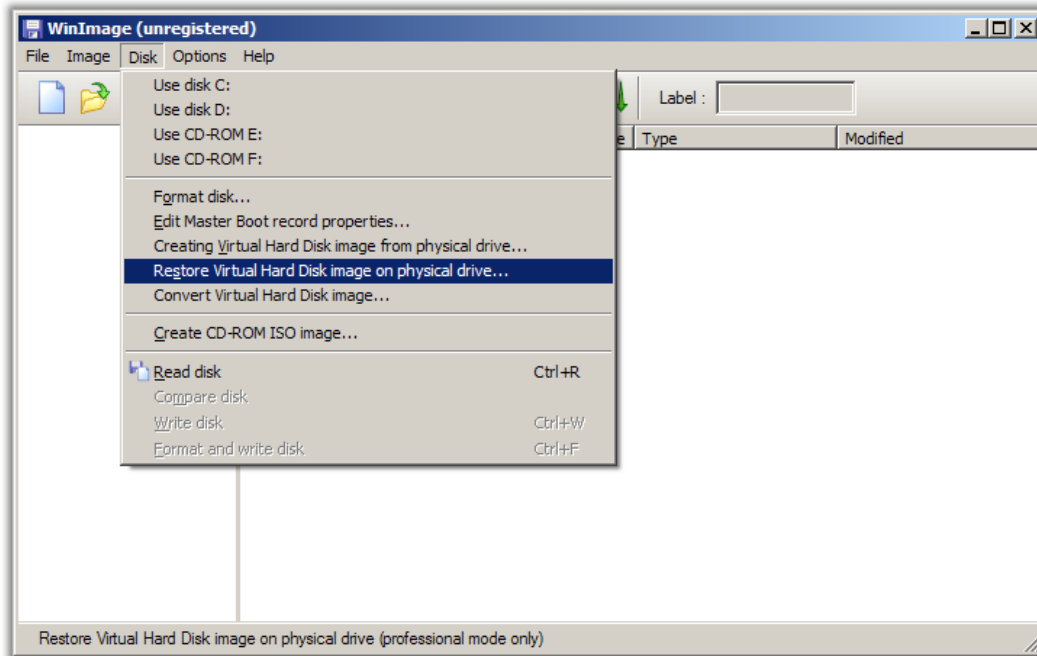 WinImage (unregistered)
File Image Disk Options Help
Label :
Use disk C:
Use disk D:
Use CD-ROM E:
Use CD-ROM F:
e Type Modified
Format disk...
Edit Master Boot record properties...
Creating Virtual Hard Disk image from physical drive...
Restore Virtual Hard Disk image on physical drive...
Convert Virtual Hard Disk image...
Create CD-ROM ISO image...
Read disk Ctrl+R
Compare disk
Write disk Ctrl+W
Format and write disk Ctrl+F
Restore Virtual Hard Disk image on physical drive (professional mode only)